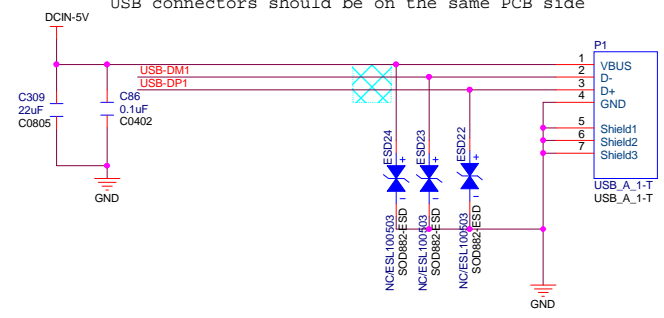 USB connectors should be on the same PCB side
DCIN-5V
P1
USB-DM1
USB-DP1
1
2
3
4
5
6
7
VBUS
D-
D+
GND
Shield1
Shield2
Shield3
USB_A_1-T
USB_A_1-T
C309
22uF
C0805
C86
0.1uF
C0402
GND
ESD24
ESD23
ESD22
+
+
+
NC/ESL100503
SOD882-ESD
NC/ESL100503
SOD882-ESD
NC/ESL100503
SOD882-ESD
GND